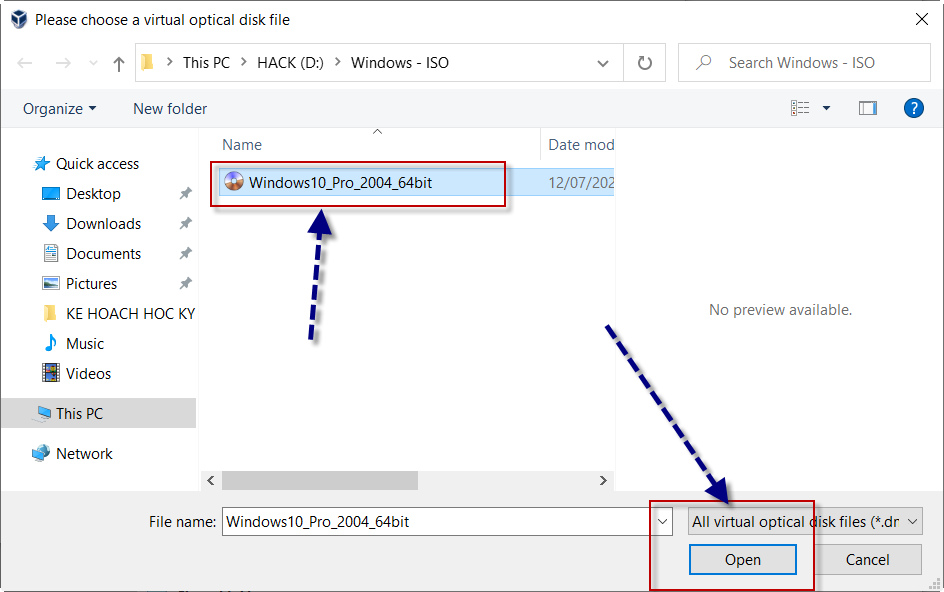 Please choose a virtual optical disk file
This PC > HACK (D:) > Windows - ISO
Search Windows - ISO
Organize
New folder
?
Name
Date mod
Quick access
Windows10_Pro_2004_64bit
12/07/202
Desktop
Downloads
Documents
Pictures
No preview available.
KE HOACH HOC KY
Music
Videos
This PC
Network
File name: Windows10_Pro_2004_64bit
All virtual optical disk files (*.dr
Open
Cancel